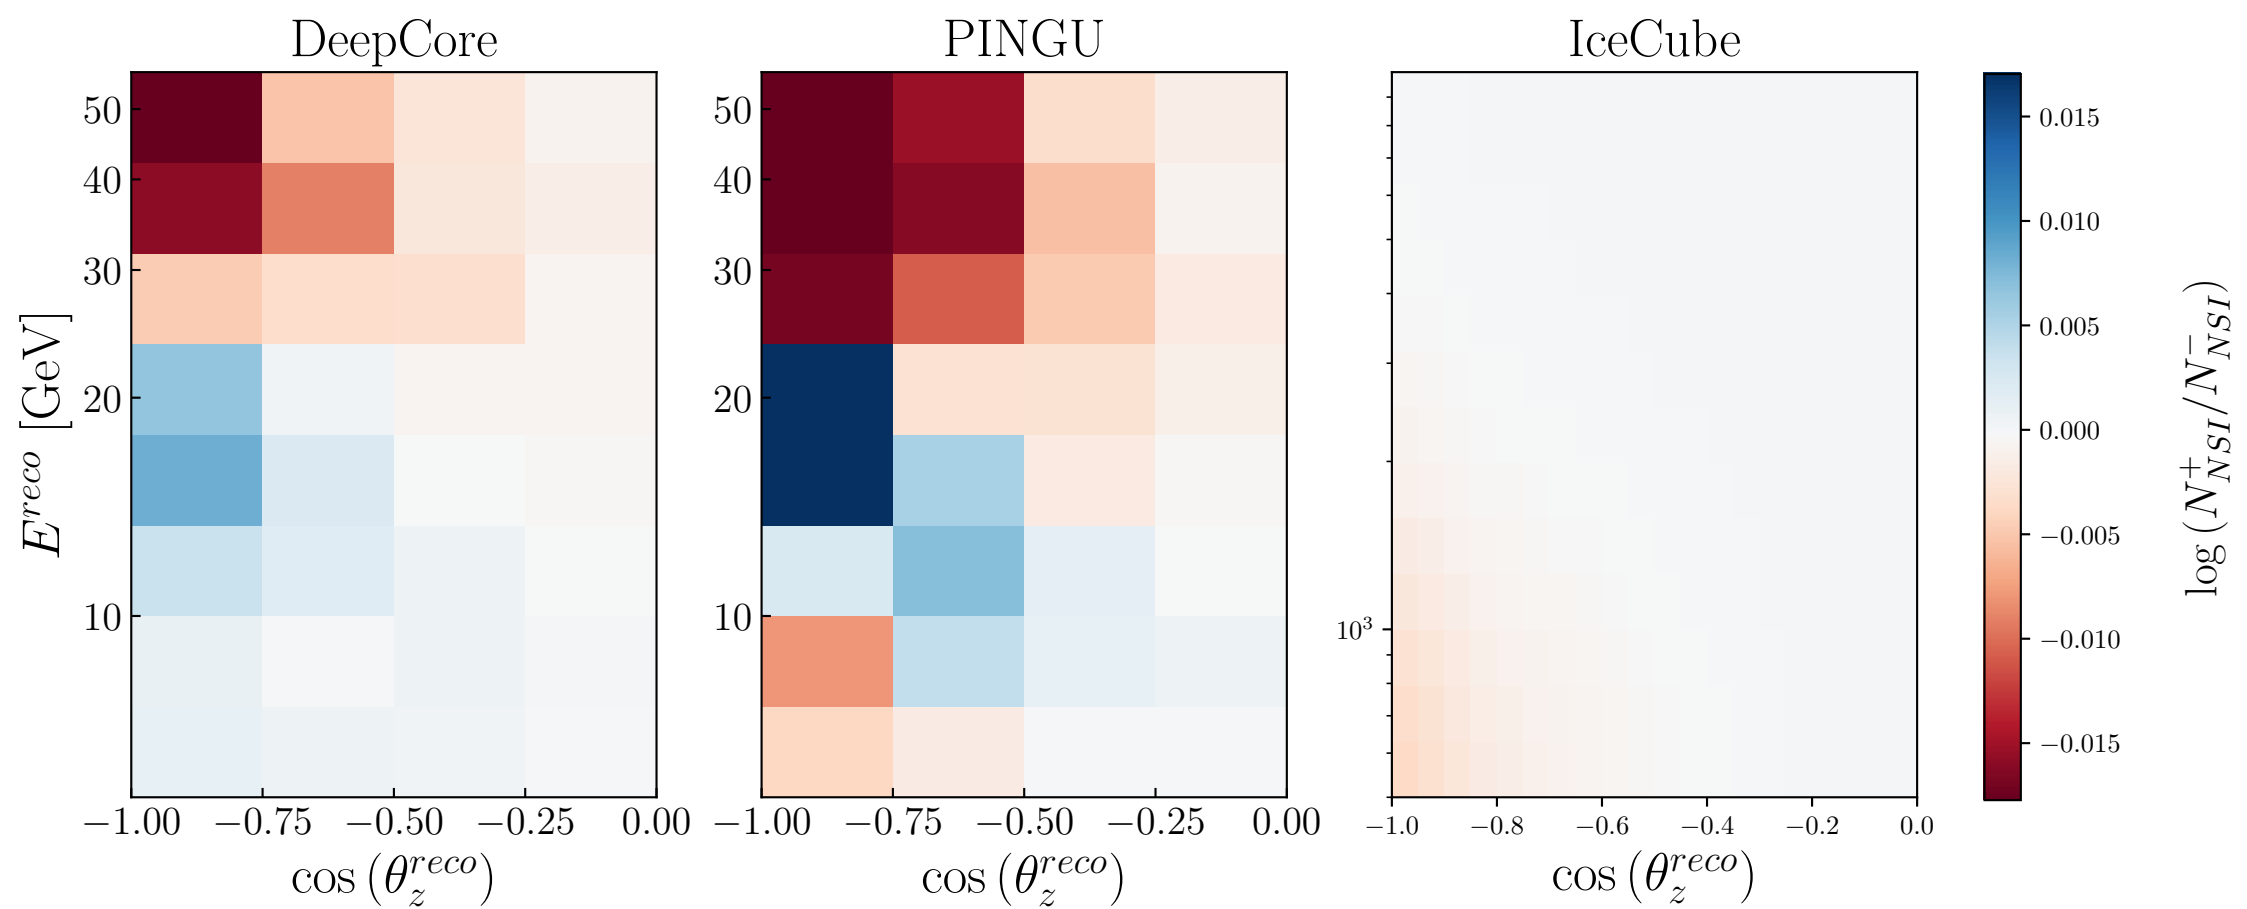 DeepCore
PINGU
IceCube
50
40
30
20
10
E^{reco} [GeV]
−1.00 −0.75 −0.50 −0.25 0.00
cos (θ_z^{reco})
50
40
30
20
10
−1.00 −0.75 −0.50 −0.25 0.00
cos (θ_z^{reco})
10³
−1.0 −0.8 −0.6 −0.4 −0.2 0.0
cos (θ_z^{reco})
0.015
0.010
0.005
0.000
−0.005
−0.010
−0.015
log (N^+_{NSI}/N^−_{NSI})